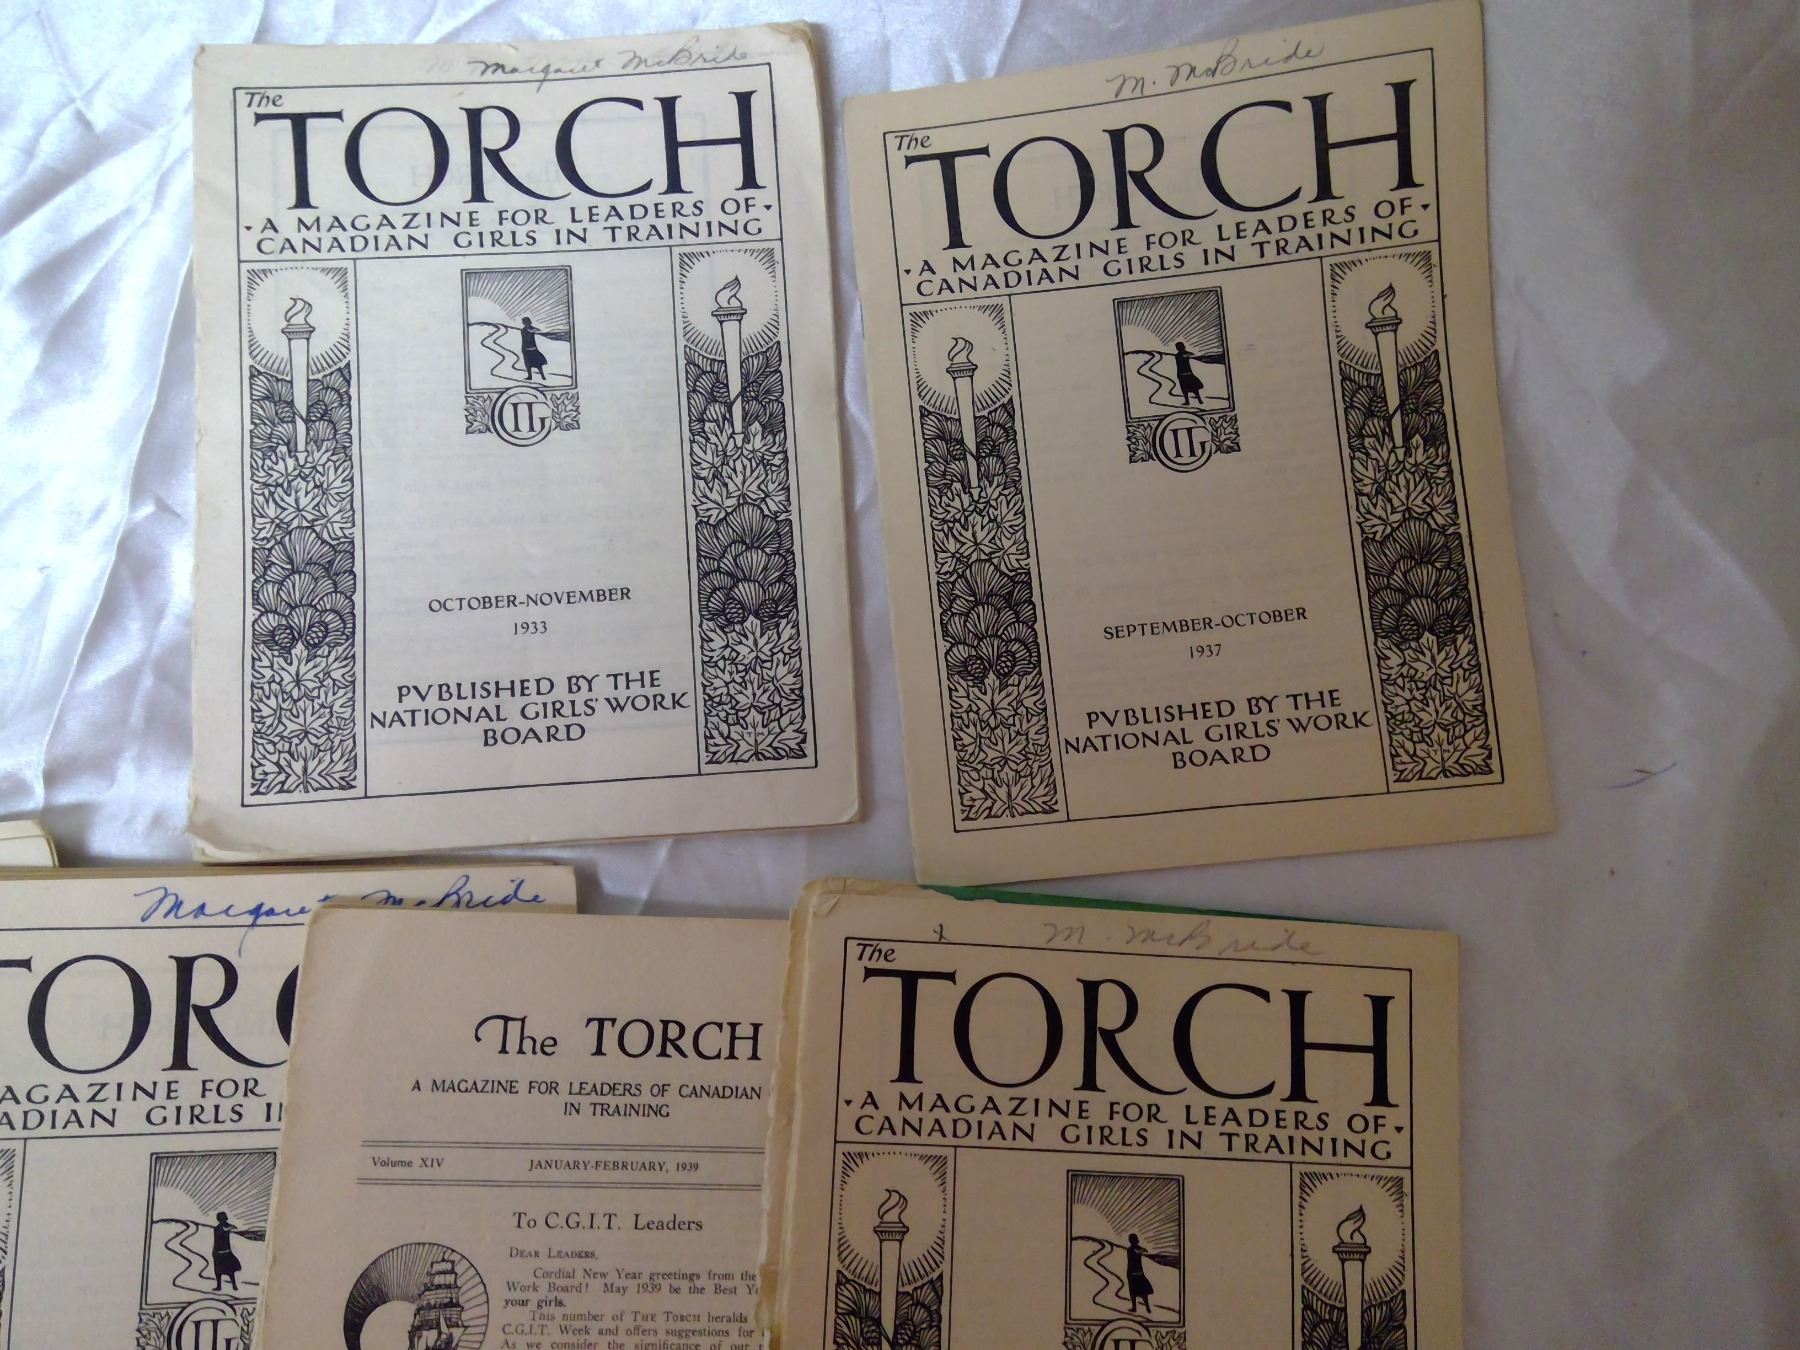 Margaret McBride
The
TORCH
A MAGAZINE FOR LEADERS OF
CANADIAN GIRLS IN TRAINING
CGIT
OCTOBER-NOVEMBER
1933
PVBLISHED BY THE
NATIONAL GIRLS' WORK
BOARD
M. McBride
The
TORCH
A MAGAZINE FOR LEADERS OF
CANADIAN GIRLS IN TRAINING
CGIT
SEPTEMBER-OCTOBER
1937
PVBLISHED BY THE
NATIONAL GIRLS' WORK
BOARD
Margaret McBride
TORC
AGAZINE FOR
ADIAN GIRLS I
The TORCH
A MAGAZINE FOR LEADERS OF CANADIAN
IN TRAINING
Volume XIV JANUARY-FEBRUARY, 1939
To C.G.I.T. Leaders
DEAR LEADERS,
Cordial New Year greetings from the
Work Board! May 1939 be the Best Y
your girls.
This number of THE TORCH heralds
C.G.I.T. Week and offers suggestions for
As we consider the significance of our
x M. McBride
The
TORCH
A MAGAZINE FOR LEADERS OF
CANADIAN GIRLS IN TRAINING